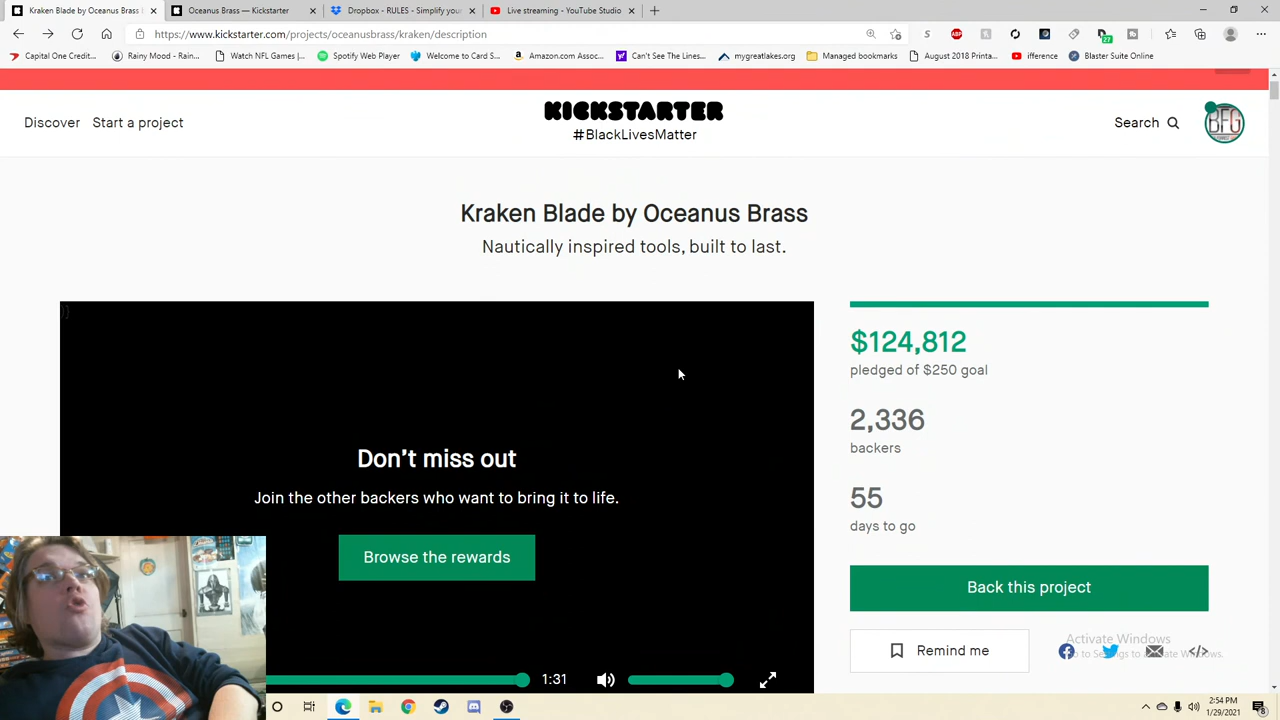 Kraken Blade by Oceanus Brass
Oceanus Brass — Kickstarter
Dropbox - RULES - Simplify your
Live streaming - YouTube Studio
https://www.kickstarter.com/projects/oceanusbrass/kraken/description
Capital One Credit...
Rainy Mood - Rain...
Watch NFL Games |...
Spotify Web Player
Welcome to Card S...
Amazon.com Assoc...
Can't See The Lines...
mygreatlakes.org
Managed bookmarks
August 2018 Printa...
ifference
Blaster Suite Online
Discover
Start a project
KICKSTARTER
#BlackLivesMatter
Search
BFG
Kraken Blade by Oceanus Brass
Nautically inspired tools, built to last.
$124,812
pledged of $250 goal
2,336
backers
55
days to go
Don't miss out
Join the other backers who want to bring it to life.
Browse the rewards
Back this project
Remind me
1:31
Activate Windows
Go to Settings to activate Windows.
2:54 PM
1/29/2021